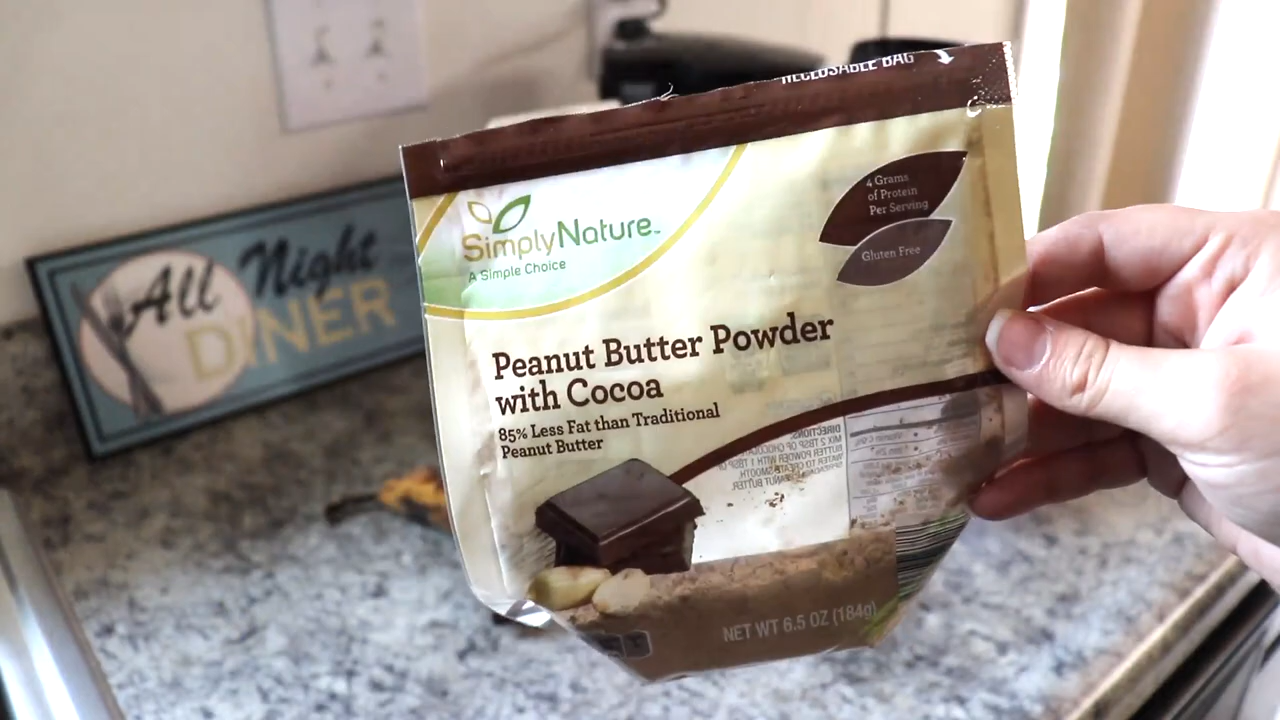 RECLOSABLE BAG
SimplyNature™
A Simple Choice
4 Grams
of Protein
Per Serving
Gluten Free
Peanut Butter Powder
with Cocoa
85% Less Fat than Traditional
Peanut Butter
DIRECTIONS:
NET WT 6.5 OZ (184g)
All Night
DINER